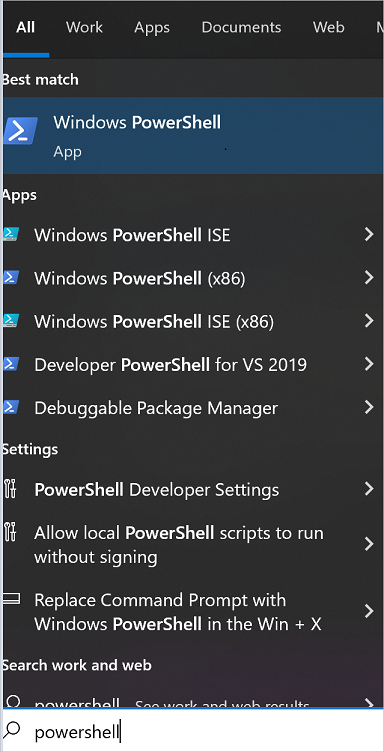 All Work Apps Documents Web
Best match
Windows PowerShell
App
Apps
Windows PowerShell ISE
Windows PowerShell (x86)
Windows PowerShell ISE (x86)
Developer PowerShell for VS 2019
Debuggable Package Manager
Settings
PowerShell Developer Settings
Allow local PowerShell scripts to run
without signing
Replace Command Prompt with
Windows PowerShell in the Win + X
Search work and web
powershell - See work and web results
powershell